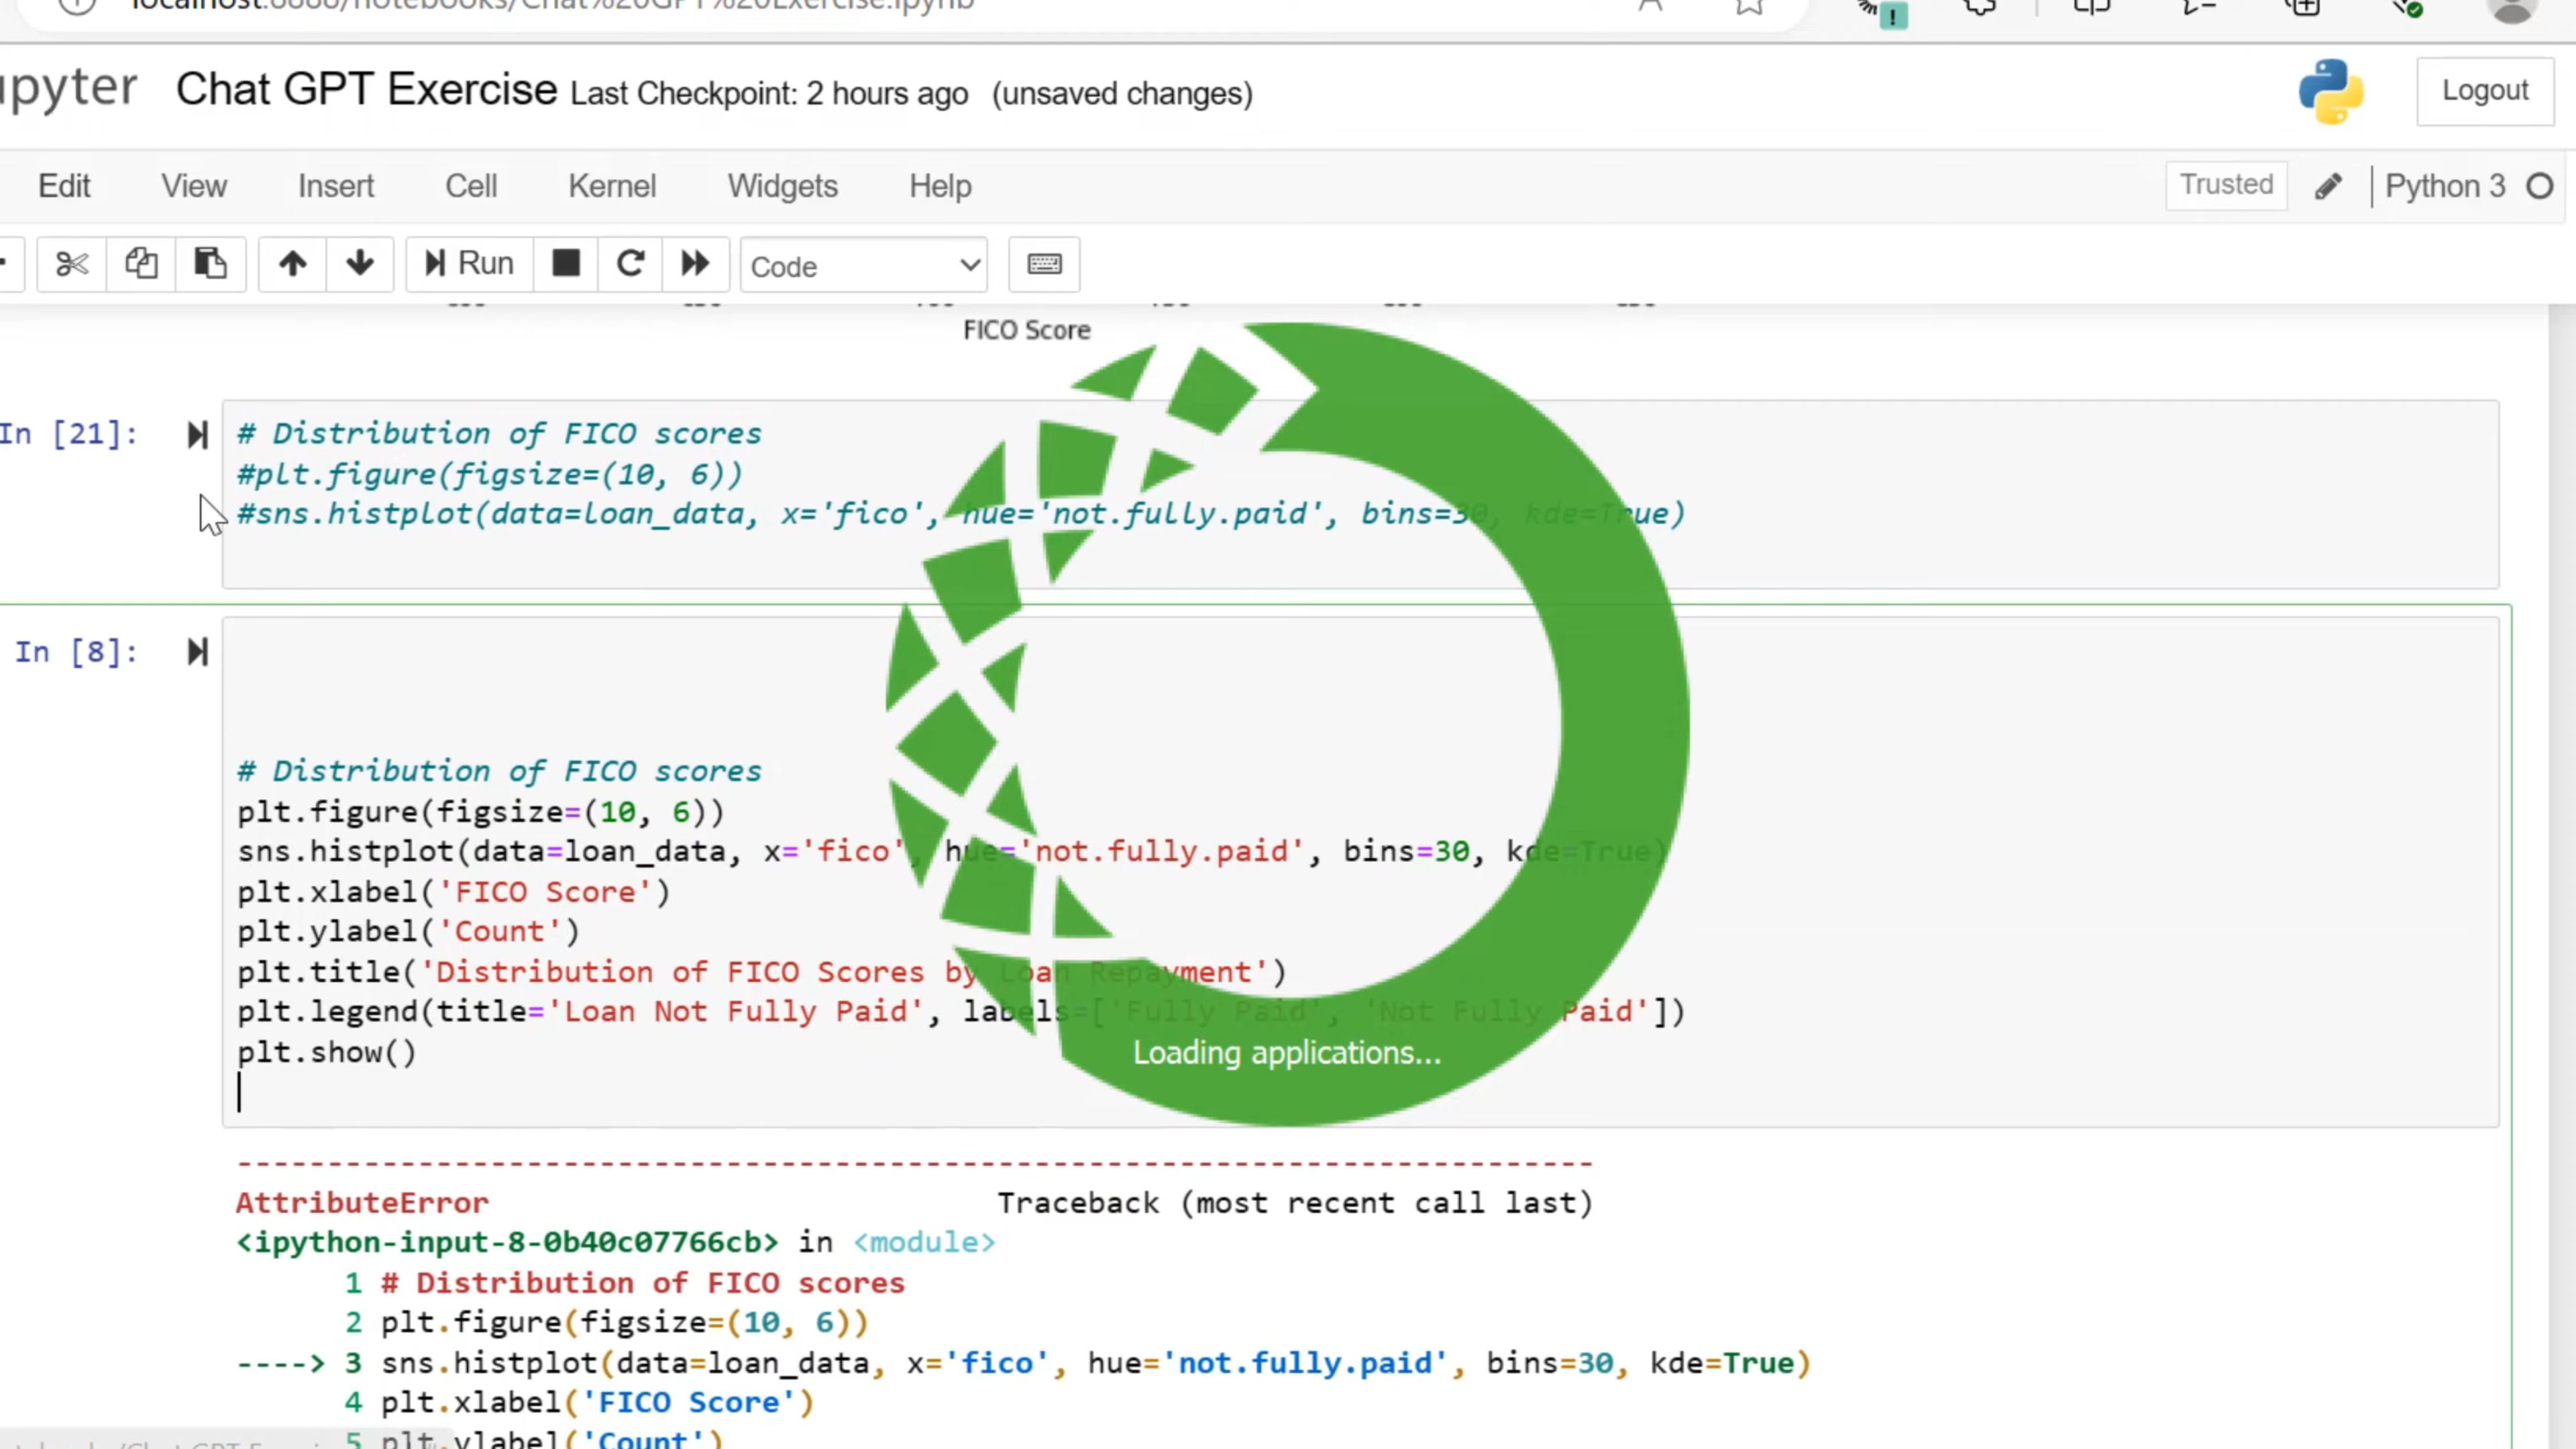 upyter Chat GPT Exercise Last Checkpoint: 2 hours ago (unsaved changes) Logout
Edit View Insert Cell Kernel Widgets Help Trusted Python 3
Run Code
FICO Score
In [21]:
# Distribution of FICO scores
#plt.figure(figsize=(10, 6))
#sns.histplot(data=loan_data, x='fico', hue='not.fully.paid', bins=30, kde=True)
In [8]:
# Distribution of FICO scores
plt.figure(figsize=(10, 6))
sns.histplot(data=loan_data, x='fico', hue='not.fully.paid', bins=30, kde=True)
plt.xlabel('FICO Score')
plt.ylabel('Count')
plt.title('Distribution of FICO Scores by Loan Repayment')
plt.legend(title='Loan Not Fully Paid', labels=['Fully Paid', 'Not Fully Paid'])
plt.show()
Loading applications...
---------------------------------------------------------------------------
AttributeError Traceback (most recent call last)
<ipython-input-8-0b40c07766cb> in <module>
1 # Distribution of FICO scores
2 plt.figure(figsize=(10, 6))
----> 3 sns.histplot(data=loan_data, x='fico', hue='not.fully.paid', bins=30, kde=True)
4 plt.xlabel('FICO Score')
5 plt.ylabel('Count')